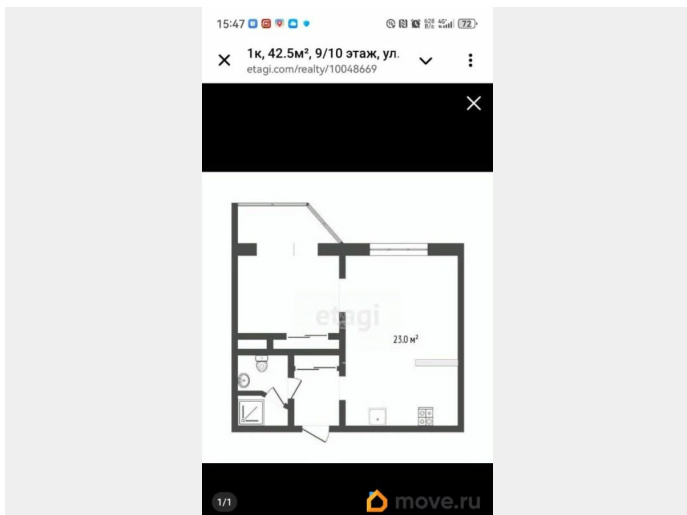 15:47
72
1к, 42.5м², 9/10 этаж, ул.
etagi.com/realty/10048669
etagi
23.0 м²
1/1
move.ru